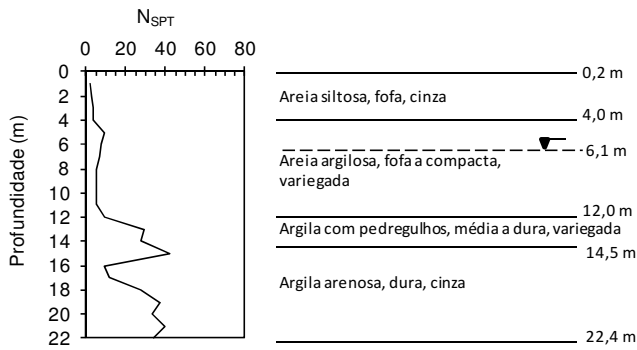 N_SPT
0 20 40 60 80
Profundidade (m)
0
2
4
6
8
10
12
14
16
18
20
22
0,2 m
Areia siltosa, fofa, cinza
4,0 m
6,1 m
Areia argilosa, fofa a compacta,
variegada
12,0 m
Argila com pedregulhos, média a dura, variegada
14,5 m
Argila arenosa, dura, cinza
22,4 m